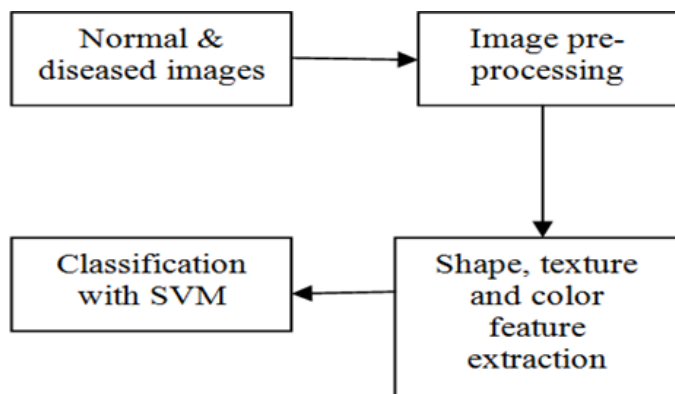 Normal &
diseased images
Image pre-
processing
Shape, texture
and color
feature
extraction
Classification
with SVM